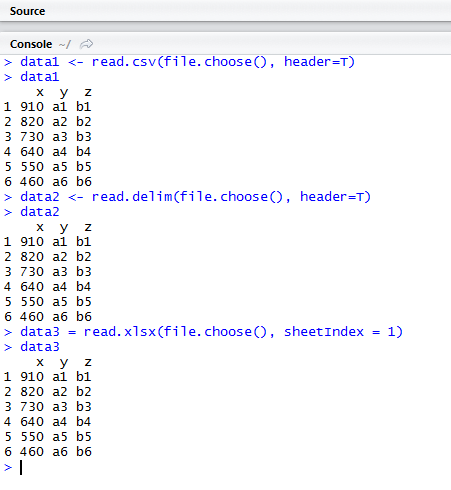 Source
Console ~/
> data1 <- read.csv(file.choose(), header=T)
> data1
x y z
1 910 a1 b1
2 820 a2 b2
3 730 a3 b3
4 640 a4 b4
5 550 a5 b5
6 460 a6 b6
> data2 <- read.delim(file.choose(), header=T)
> data2
x y z
1 910 a1 b1
2 820 a2 b2
3 730 a3 b3
4 640 a4 b4
5 550 a5 b5
6 460 a6 b6
> data3 = read.xlsx(file.choose(), sheetIndex = 1)
> data3
x y z
1 910 a1 b1
2 820 a2 b2
3 730 a3 b3
4 640 a4 b4
5 550 a5 b5
6 460 a6 b6
>